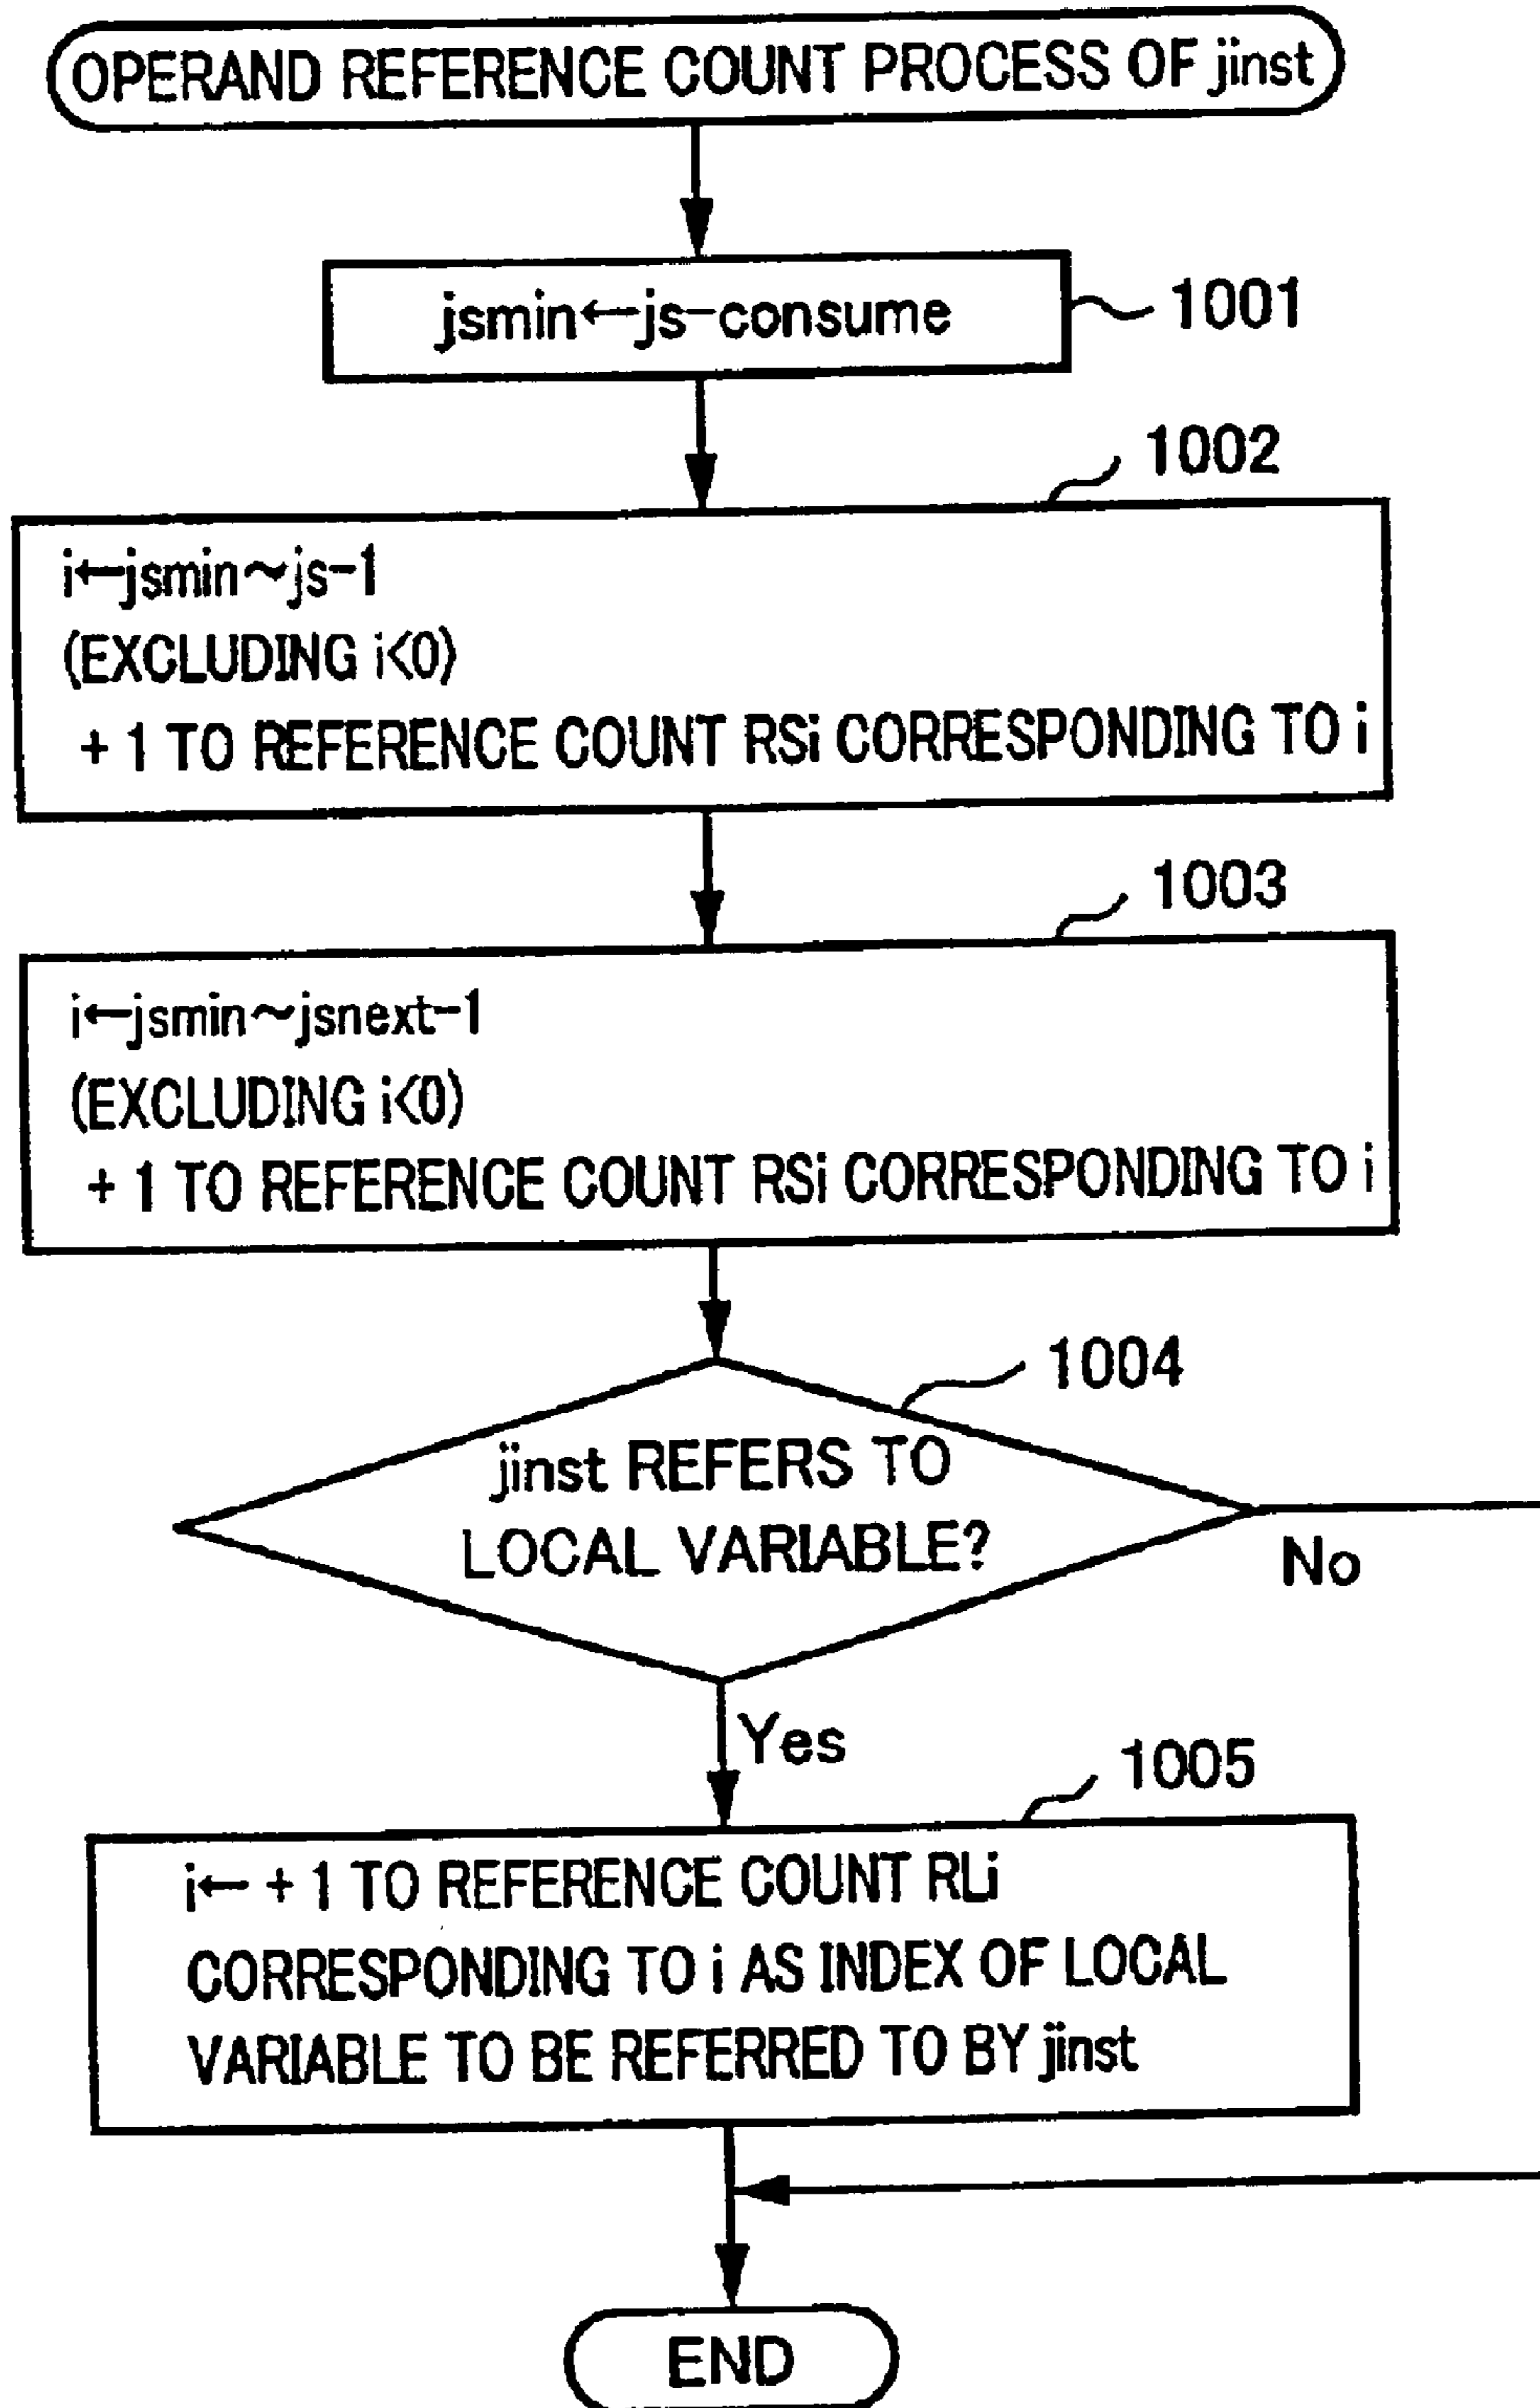 OPERAND REFERENCE COUNT PROCESS OF jinst
jsmin←js-consume
1001
1002
i←jsmin~js-1
(EXCLUDING i<0)
+ 1 TO REFERENCE COUNT RSi CORRESPONDING TO i
1003
i←jsmin~jsnext-1
(EXCLUDING i<0)
+ 1 TO REFERENCE COUNT RSi CORRESPONDING TO i
1004
jinst REFERS TO
LOCAL VARIABLE?
No
Yes
1005
i← + 1 TO REFERENCE COUNT RLi
CORRESPONDING TO i AS INDEX OF LOCAL
VARIABLE TO BE REFERRED TO BY jinst
END